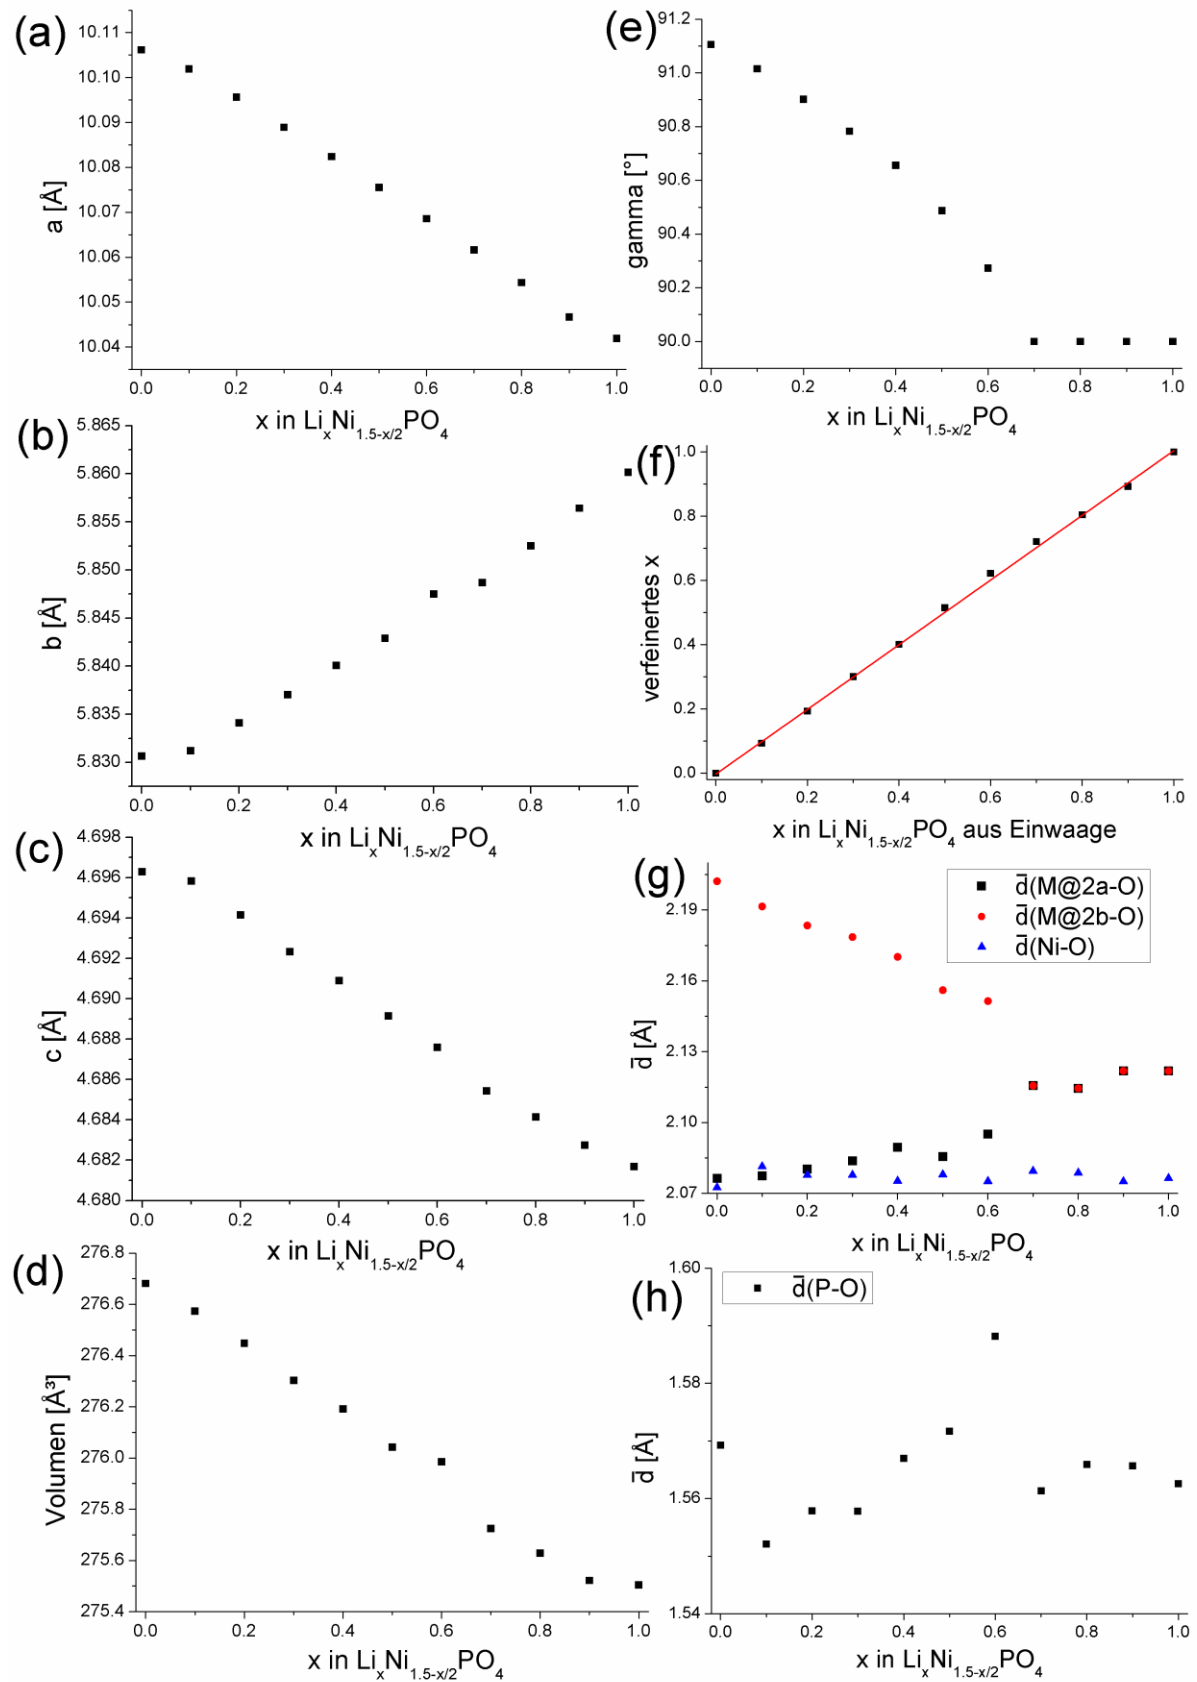 (a)
10.11
10.10
10.09
10.08
10.07
10.06
10.05
10.04
a [Å]
0.0 0.2 0.4 0.6 0.8 1.0
x in LiₓNi₁.₅₋ₓ/₂PO₄
(b)
5.865
5.860
5.855
5.850
5.845
5.840
5.835
5.830
b [Å]
0.0 0.2 0.4 0.6 0.8 1.0
x in LiₓNi₁.₅₋ₓ/₂PO₄
(c)
4.698
4.696
4.694
4.692
4.690
4.688
4.686
4.684
4.682
4.680
c [Å]
0.0 0.2 0.4 0.6 0.8 1.0
x in LiₓNi₁.₅₋ₓ/₂PO₄
(d)
276.8
276.6
276.4
276.2
276.0
275.8
275.6
275.4
Volumen [Å³]
0.0 0.2 0.4 0.6 0.8 1.0
x in LiₓNi₁.₅₋ₓ/₂PO₄
(e)
91.2
91.0
90.8
90.6
90.4
90.2
90.0
gamma [°]
0.0 0.2 0.4 0.6 0.8 1.0
x in LiₓNi₁.₅₋ₓ/₂PO₄
(f)
1.0
0.8
0.6
0.4
0.2
0.0
verfeinertes x
0.0 0.2 0.4 0.6 0.8 1.0
x in LiₓNi₁.₅₋ₓ/₂PO₄ aus Einwaage
(g)
d̄(M@2a-O)
d̄(M@2b-O)
d̄(Ni-O)
2.19
2.16
2.13
2.10
2.07
d̄ [Å]
0.0 0.2 0.4 0.6 0.8 1.0
x in LiₓNi₁.₅₋ₓ/₂PO₄
(h)
d̄(P-O)
1.60
1.58
1.56
1.54
d̄ [Å]
0.0 0.2 0.4 0.6 0.8 1.0
x in LiₓNi₁.₅₋ₓ/₂PO₄